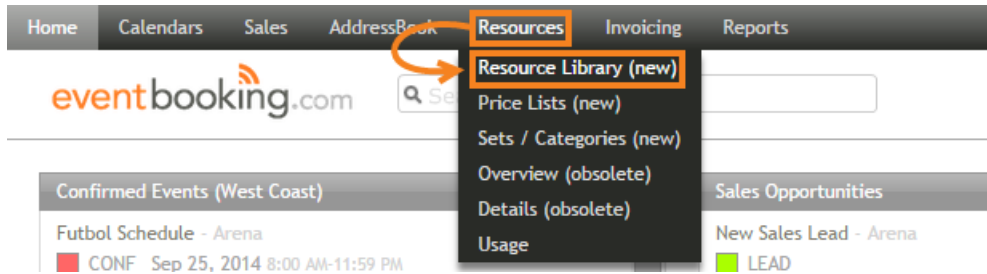 Home Calendars Sales AddressBook Resources Invoicing Reports
Resource Library (new)
eventbooking.com
Price Lists (new)
Sets / Categories (new)
Overview (obsolete)
Confirmed Events (West Coast)
Sales Opportunities
Details (obsolete)
Futbol Schedule - Arena
New Sales Lead - Arena
Usage
CONF Sep 25, 2014 8:00 AM-11:59 PM
LEAD